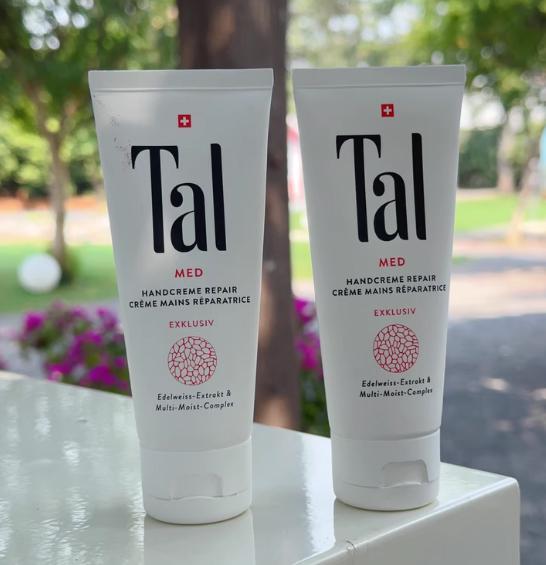 Tal
MED
HANDCREME REPAIR
CRÈME MAINS RÉPARATRICE
EXKLUSIV
Edelweiss-Extrakt &
Multi-Moist-Complex
Tal
MED
HANDCREME REPAIR
CRÈME MAINS RÉPARATRICE
EXKLUSIV
Edelweiss-Extrakt &
Multi-Moist-Complex